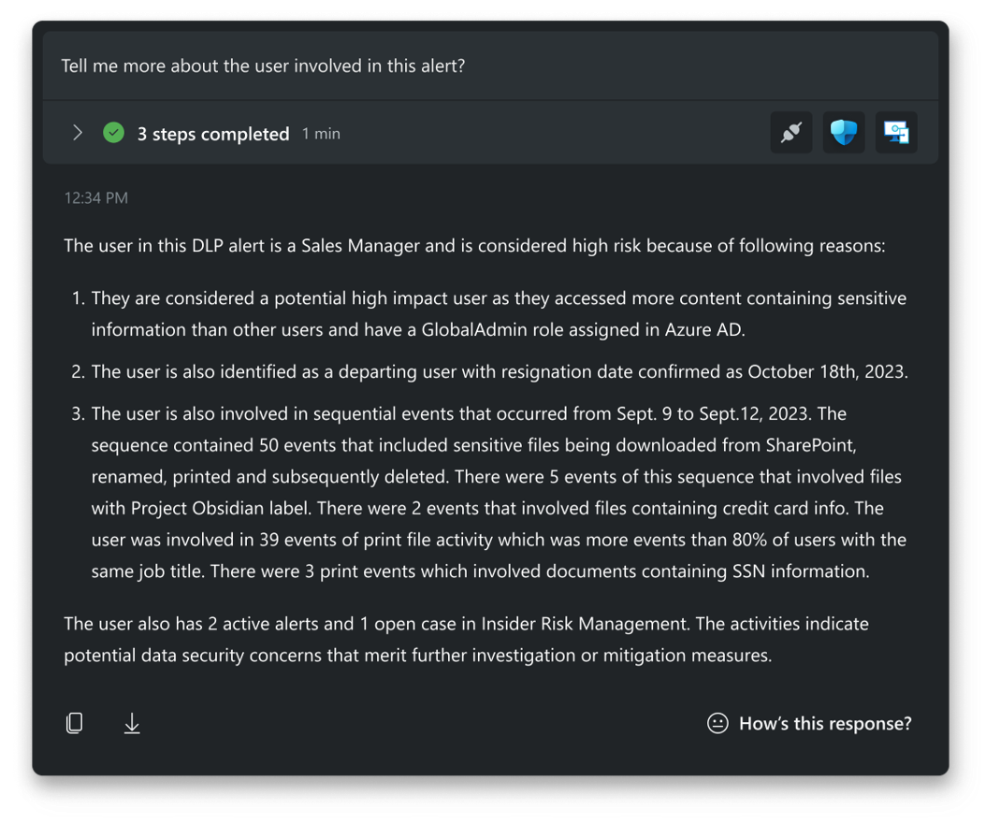 Tell me more about the user involved in this alert?
3 steps completed 1 min
12:34 PM
The user in this DLP alert is a Sales Manager and is considered high risk because of following reasons:
1. They are considered a potential high impact user as they accessed more content containing sensitive
information than other users and have a GlobalAdmin role assigned in Azure AD.
2. The user is also identified as a departing user with resignation date confirmed as October 18th, 2023.
3. The user is also involved in sequential events that occurred from Sept. 9 to Sept.12, 2023. The
sequence contained 50 events that included sensitive files being downloaded from SharePoint,
renamed, printed and subsequently deleted. There were 5 events of this sequence that involved files
with Project Obsidian label. There were 2 events that involved files containing credit card info. The
user was involved in 39 events of print file activity which was more events than 80% of users with the
same job title. There were 3 print events which involved documents containing SSN information.
The user also has 2 active alerts and 1 open case in Insider Risk Management. The activities indicate
potential data security concerns that merit further investigation or mitigation measures.
How's this response?